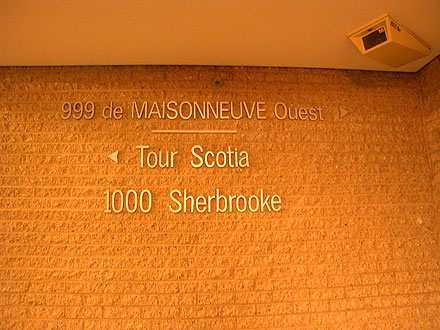 999 de MAISONNEUVE Ouest
Tour Scotia
1000 Sherbrooke